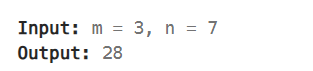 Input: m = 3, n = 7
Output: 28